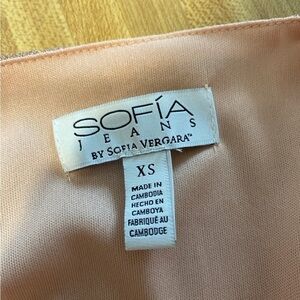 SOFÍA
JEANS
BY SOFIA VERGARA™
XS
MADE IN
CAMBODIA
HECHO EN
CAMBOYA
FABRIQUÉ AU
CAMBODGE